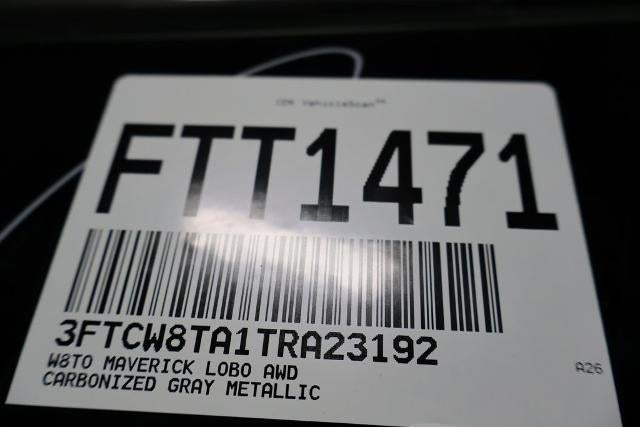 CDK VehicleScan™
FTT1471
3FTCW8TA1TRA23192
W8T0 MAVERICK LOBO AWD
CARBONIZED GRAY METALLIC
A26